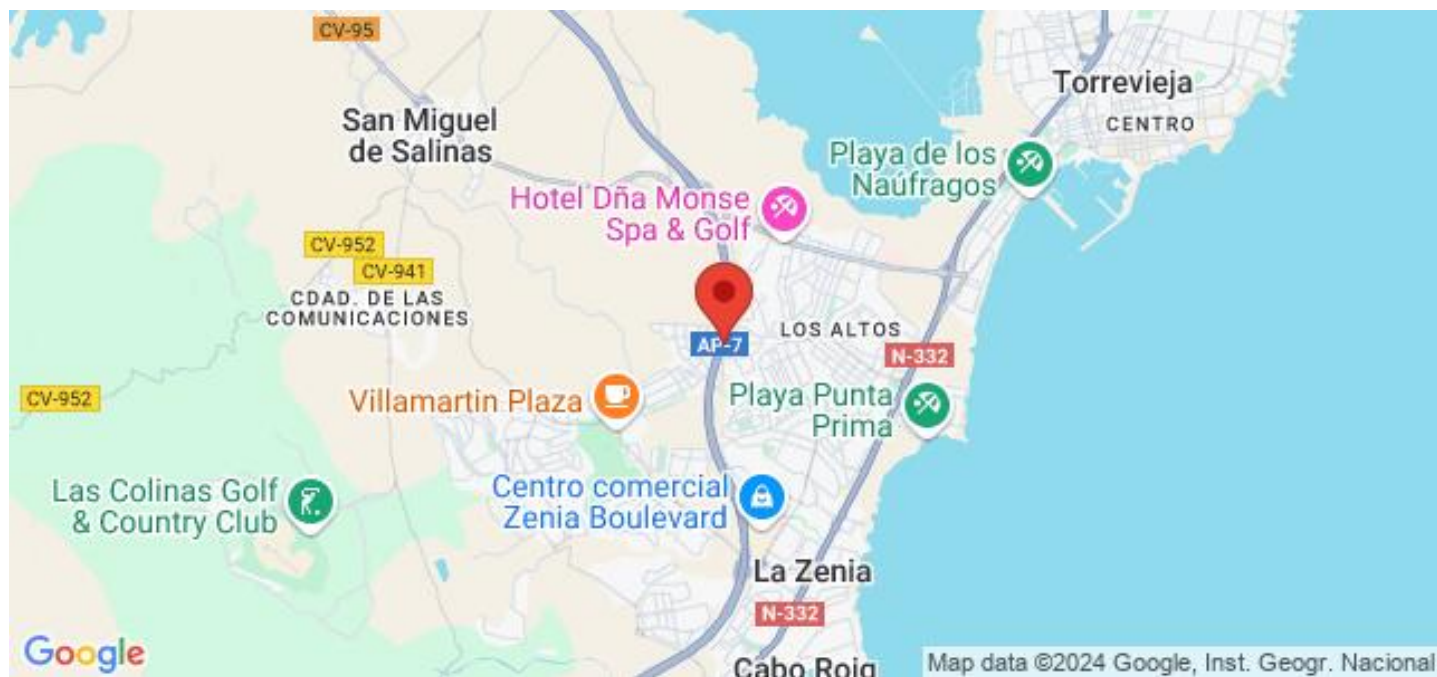 CV-95
Torrevieja
CENTRO
San Miguel
de Salinas
Playa de los
Naúfragos
Hotel Dña Monse
Spa & Golf
CV-952
CV-941
CDAD. DE LAS
COMUNICACIONES
LOS ALTOS
AP-7
N-332
CV-952
Villamartin Plaza
Playa Punta
Prima
Las Colinas Golf
& Country Club
Centro comercial
Zenia Boulevard
La Zenia
N-332
Cabo Roig
Google
Map data ©2024 Google, Inst. Geogr. Nacional